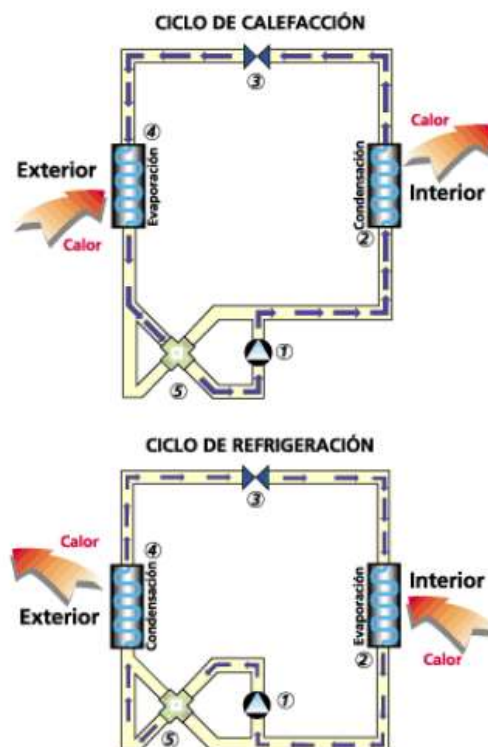 CICLO DE CALEFACCIÓN
③
④
Calor
Exterior
Evaporación
Condensación
Interior
Calor
②
①
⑤
CICLO DE REFRIGERACIÓN
③
Calor
④
Condensación
Evaporación
Interior
Exterior
②
Calor
①
⑤